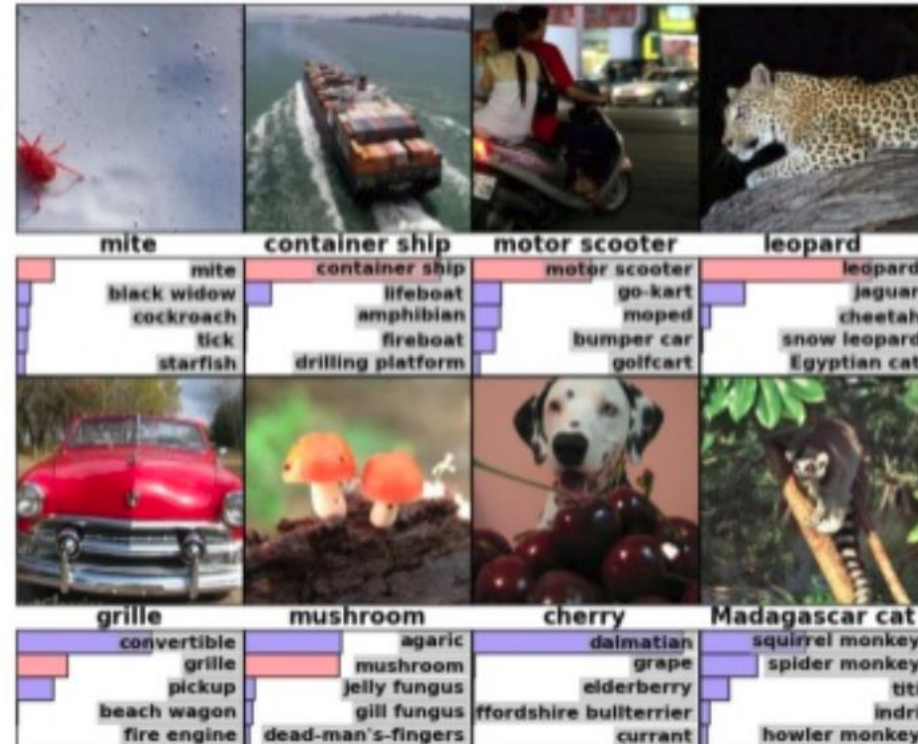 mite
container ship
motor scooter
leopard
mite
black widow
cockroach
tick
starfish
container ship
lifeboat
amphibian
fireboat
drilling platform
motor scooter
go-kart
moped
bumper car
golfcart
leopard
jaguar
cheetah
snow leopard
Egyptian cat
grille
mushroom
cherry
Madagascar cat
convertible
grille
pickup
beach wagon
fire engine
agaric
mushroom
jelly fungus
gill fungus
dead-man's-fingers
dalmatian
grape
elderberry
ffordshire bullterrier
currant
squirrel monkey
spider monkey
titi
indri
howler monkey